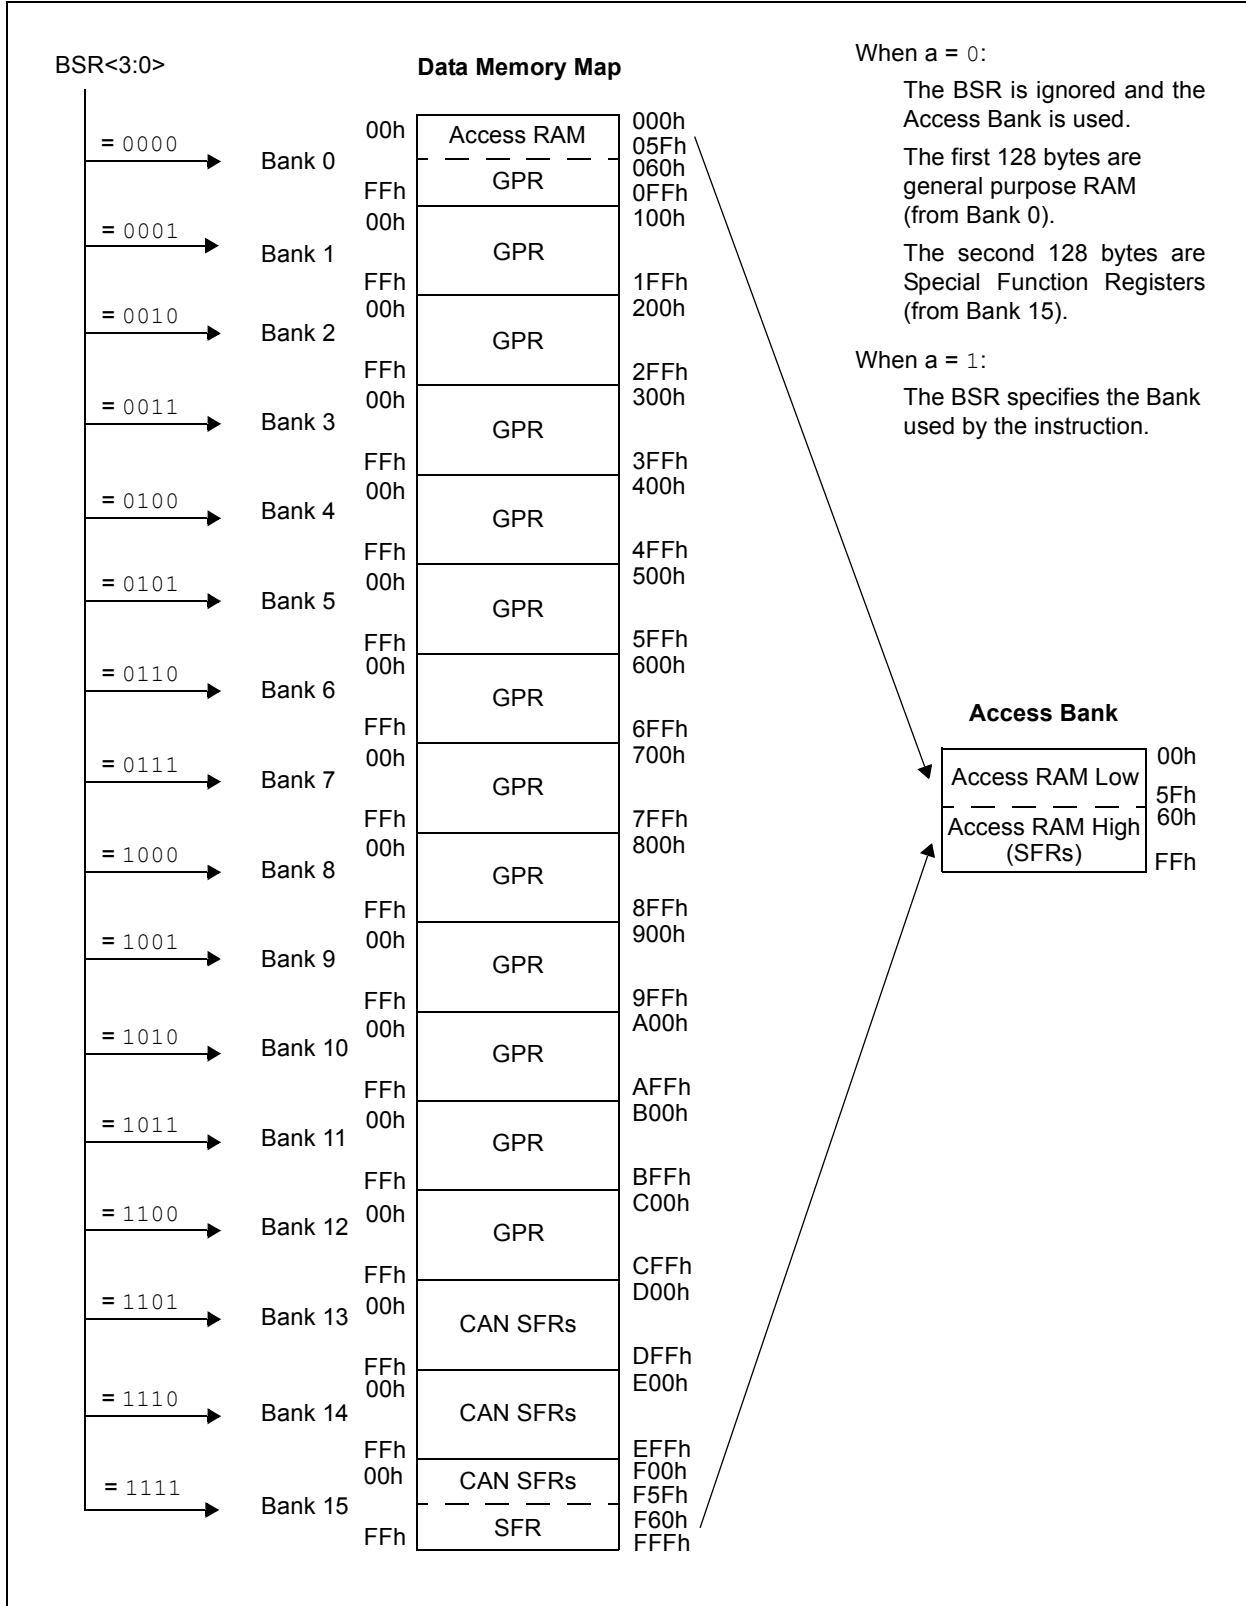 BSR<3:0>
Data Memory Map
When a = 0:
The BSR is ignored and the
Access Bank is used.
The first 128 bytes are
general purpose RAM
(from Bank 0).
The second 128 bytes are
Special Function Registers
(from Bank 15).
When a = 1:
The BSR specifies the Bank
used by the instruction.
= 0000
Bank 0
00h
FFh
Access RAM
GPR
000h
05Fh
060h
0FFh
= 0001
Bank 1
00h
FFh
GPR
100h
1FFh
= 0010
Bank 2
00h
FFh
GPR
200h
2FFh
= 0011
Bank 3
00h
FFh
GPR
300h
3FFh
= 0100
Bank 4
00h
FFh
GPR
400h
4FFh
= 0101
Bank 5
00h
FFh
GPR
500h
5FFh
= 0110
Bank 6
00h
FFh
GPR
600h
6FFh
= 0111
Bank 7
00h
FFh
GPR
700h
7FFh
= 1000
Bank 8
00h
FFh
GPR
800h
8FFh
= 1001
Bank 9
00h
FFh
GPR
900h
9FFh
= 1010
Bank 10
00h
FFh
GPR
A00h
AFFh
= 1011
Bank 11
00h
FFh
GPR
B00h
BFFh
= 1100
Bank 12
00h
FFh
GPR
C00h
CFFh
= 1101
Bank 13
00h
FFh
CAN SFRs
D00h
DFFh
= 1110
Bank 14
00h
FFh
CAN SFRs
E00h
EFFh
= 1111
Bank 15
00h
FFh
CAN SFRs
SFR
F00h
F5Fh
F60h
FFFh
Access Bank
Access RAM Low
00h
5Fh
Access RAM High
(SFRs)
60h
FFh